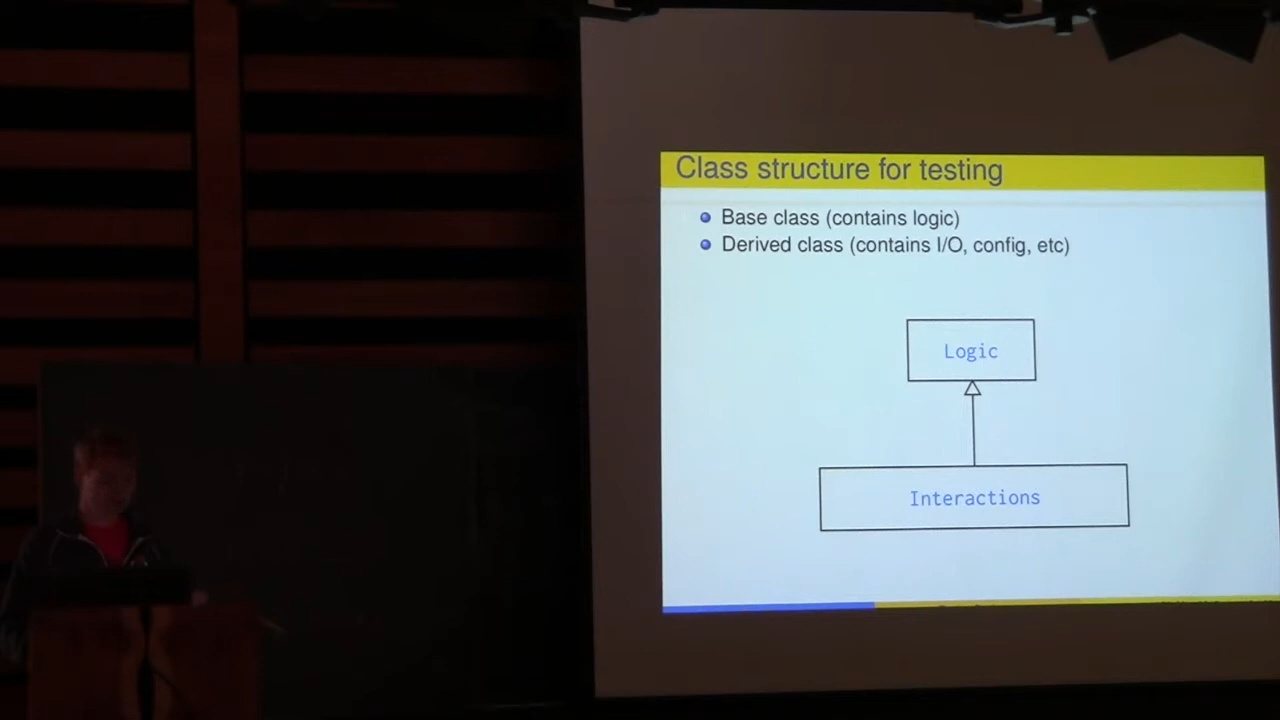 Class structure for testing
Base class (contains logic)
Derived class (contains I/O, config, etc)
Logic
Interactions